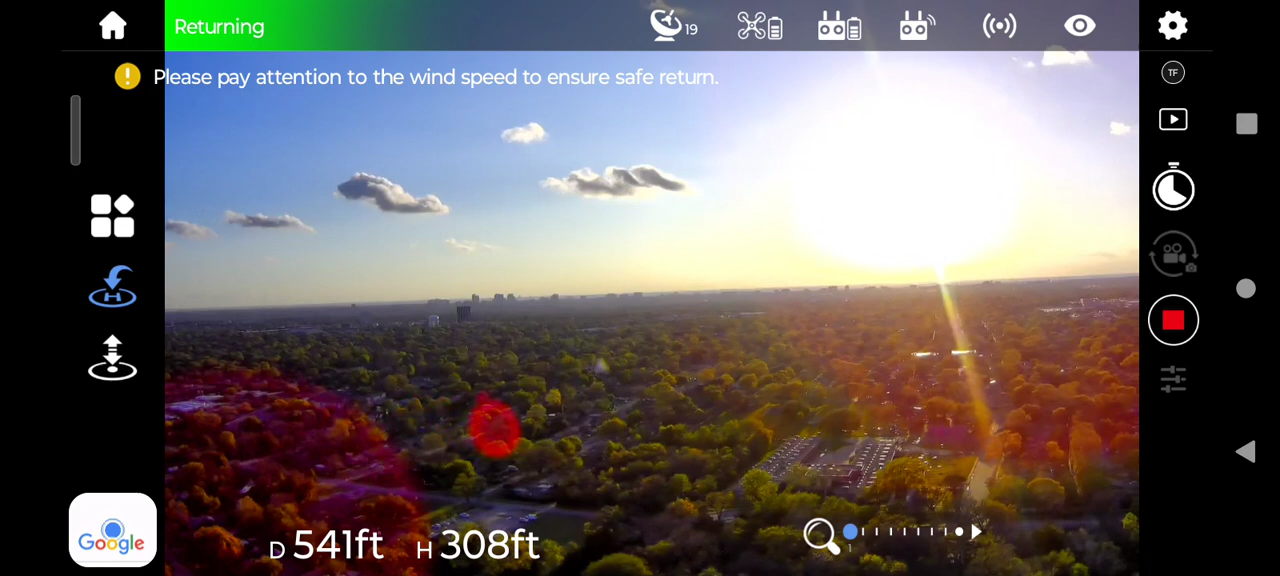 Returning
19
Please pay attention to the wind speed to ensure safe return.
TF
Google
D 541ft H 308ft
1